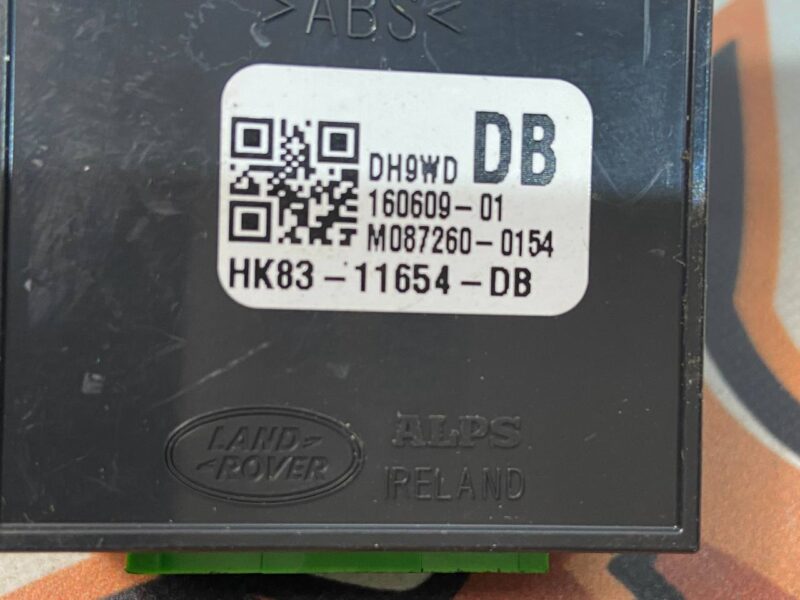 >ABS<
DH9WD DB
160609-01
M087260-0154
HK83-11654-DB
LAND-
-ROVER
ALPS
IRELAND